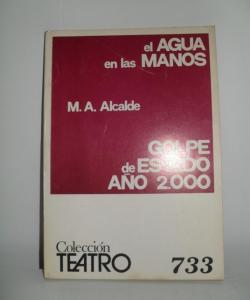 el AGUA
en las MANOS
M. A. Alcalde
GOLPE
de ESTADO
AÑO 2.000
Colección
TEATRO
733